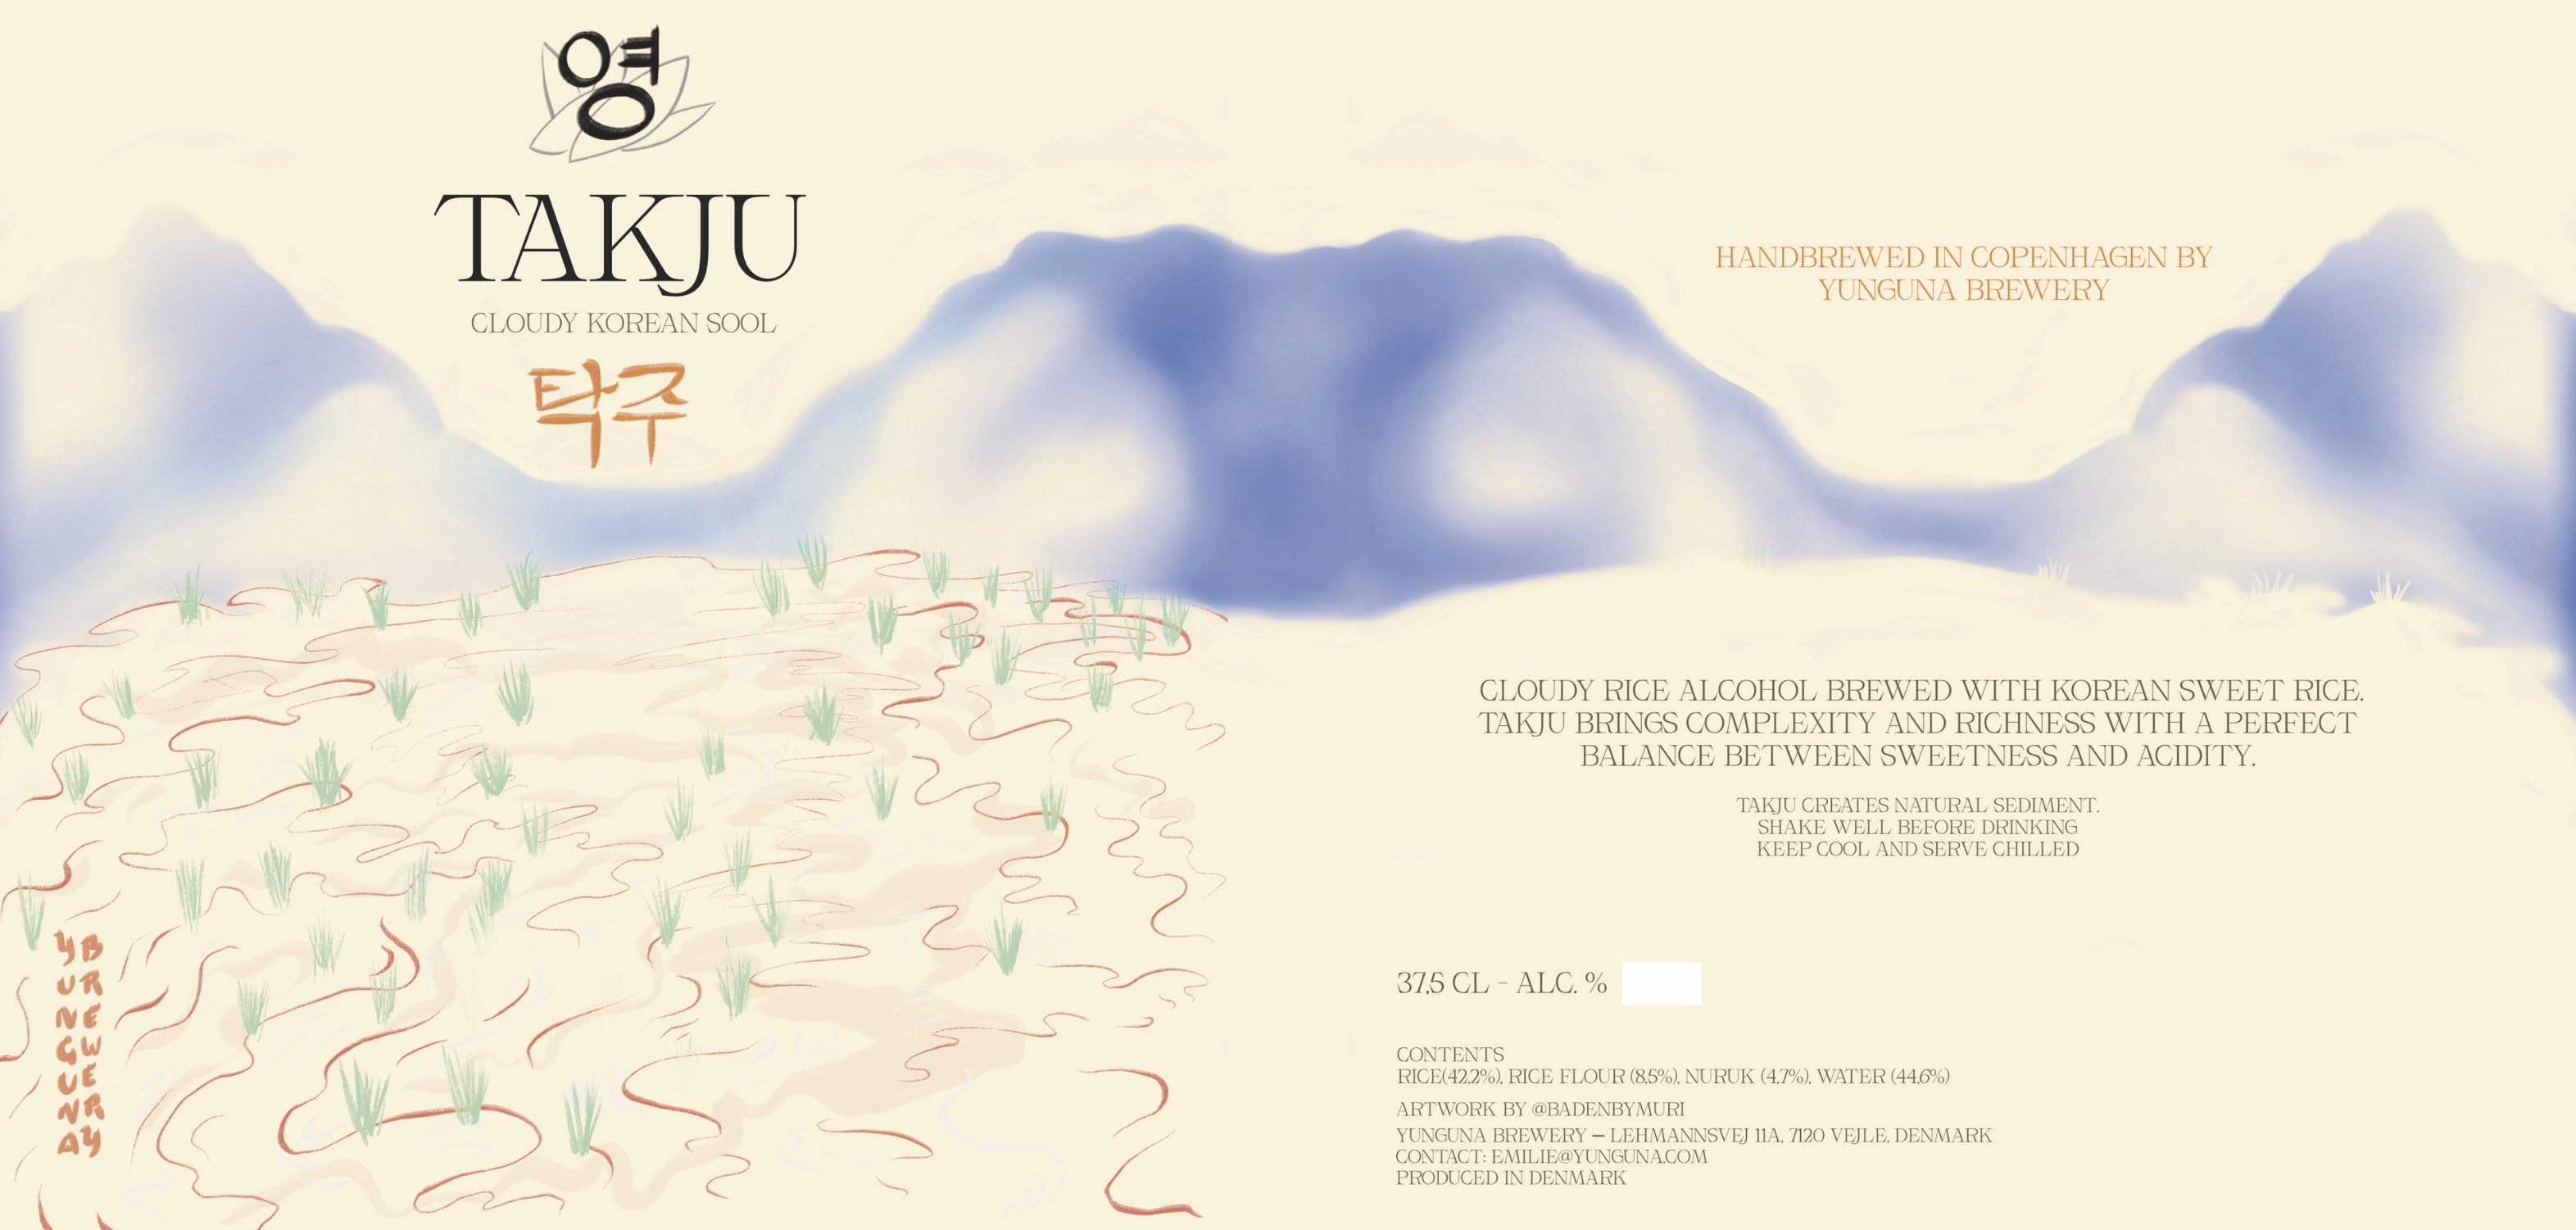 영
TAKJU
CLOUDY KOREAN SOOL
탁주
YUNGUNA
BREWERY
HANDBREWED IN COPENHAGEN BY
YUNGUNA BREWERY
CLOUDY RICE ALCOHOL BREWED WITH KOREAN SWEET RICE.
TAKJU BRINGS COMPLEXITY AND RICHNESS WITH A PERFECT
BALANCE BETWEEN SWEETNESS AND ACIDITY.
TAKJU CREATES NATURAL SEDIMENT.
SHAKE WELL BEFORE DRINKING
KEEP COOL AND SERVE CHILLED
37,5 CL - ALC. %
CONTENTS
RICE(42,2%), RICE FLOUR (8,5%), NURUK (4,7%), WATER (44,6%)
ARTWORK BY @BADENBYMURI
YUNGUNA BREWERY – LEHMANNSVEJ 11A, 7120 VEJLE, DENMARK
CONTACT: EMILIE@YUNGUNA.COM
PRODUCED IN DENMARK